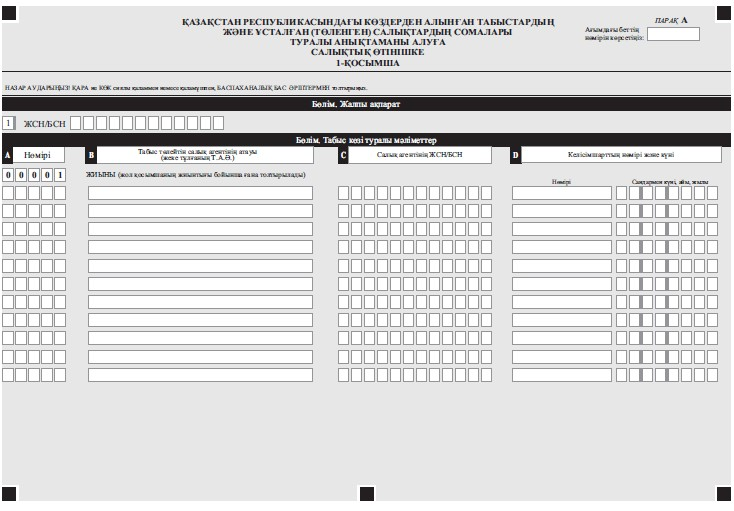 ҚАЗАҚСТАН РЕСПУБЛИКАСЫНДАҒЫ КӨЗДЕРДЕН АЛЫНҒАН ТАБЫСТАРДЫҢ
ЖӘНЕ ҰСТАЛҒАН (ТӨЛЕНГЕН) САЛЫҚТАРДЫҢ СОМАЛАРЫ
ТУРАЛЫ АНЫҚТАМАНЫ АЛУҒА
САЛЫҚТЫҚ ӨТІНІШКЕ
1-ҚОСЫМША
ПАРАҚ А
Ағымдағы беттің
нөмірін көрсетіңіз:
НАЗАР АУДАРЫҢЫЗ! ҚАРА не КӨК сиялы қаламмен немесе қаламұшпен, БАСПАХАНАЛЫҚ БАС ӘРІПТЕРМЕН толтырыңыз.
Бөлім. Жалпы ақпарат
1 ЖСН/БСН
Бөлім. Табыс көзі туралы мәліметтер
A Нөмірі
B Табыс төлейтін салық агентінің атауы
(жеке тұлғаның Т.А.Ә.)
C Салық агентінің ЖСН/БСН
D Келісімшарттың нөмірі және күні
0 0 0 0 1 ЖИЫНЫ (жол қосымшаның жиынтығы бойынша ғана толтырылады)
Нөмірі
күні, айы, жылы